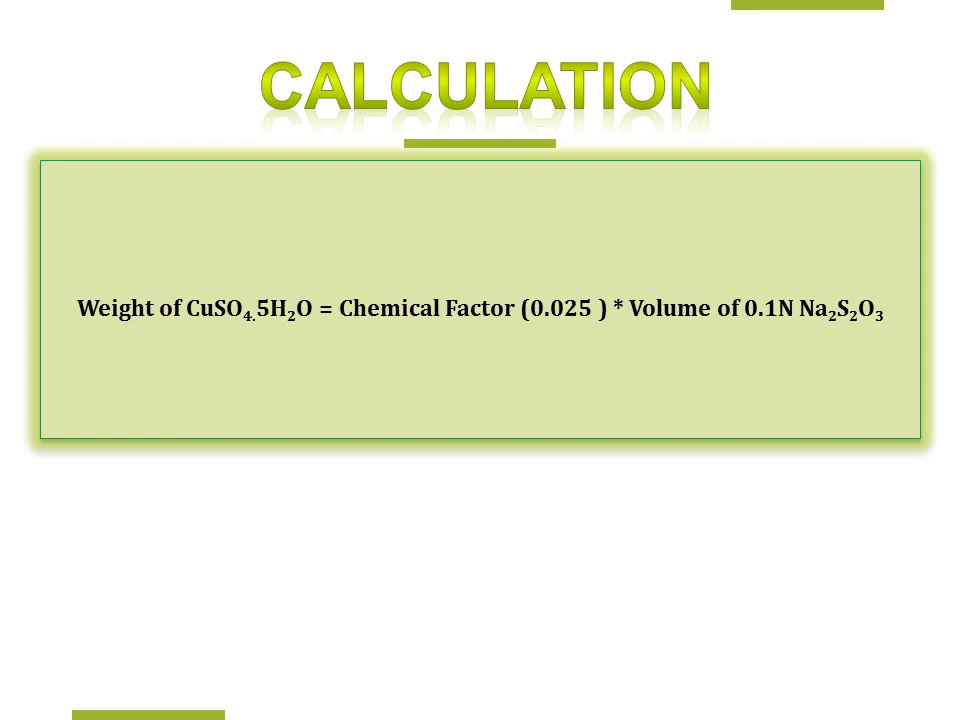 CALCULATION
Weight of CuSO₄.5H₂O = Chemical Factor (0.025 ) * Volume of 0.1N Na₂S₂O₃